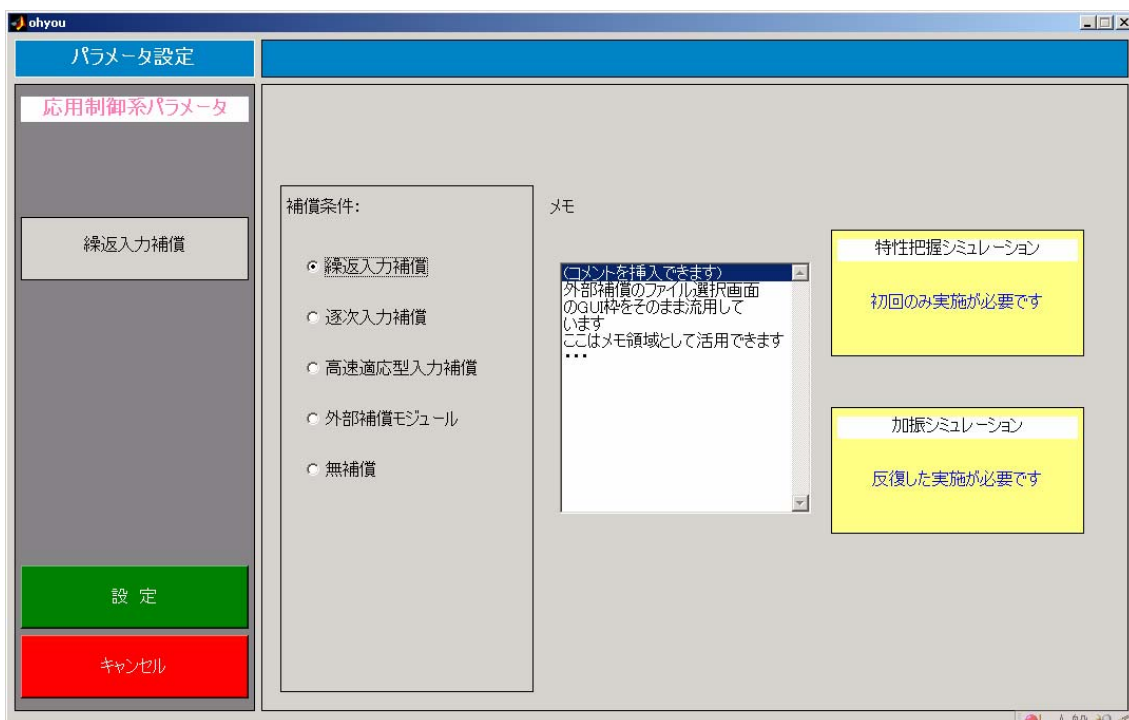 ohyou
パラメータ設定
応用制御系パラメータ
繰返入力補償
設 定
キャンセル
補償条件:
繰返入力補償
逐次入力補償
高速適応型入力補償
外部補償モジュール
無補償
メモ
(コメントを挿入できます)
外部補償のファイル選択画面
のGUI枠をそのまま流用して
います
ここはメモ領域として活用できます
・・・
特性把握シミュレーション
初回のみ実施が必要です
加振シミュレーション
反復した実施が必要です